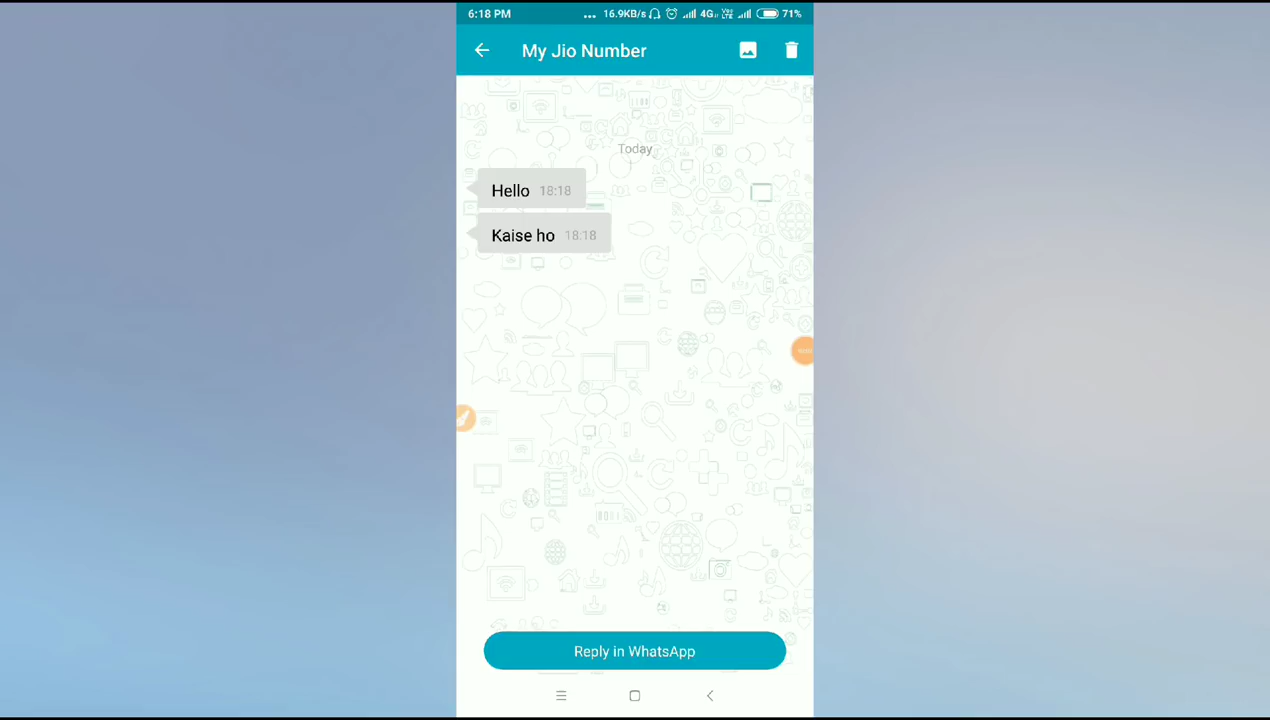 6:18 PM ... 16.9KB/s 4G VoLTE 71%
My Jio Number
Today
Hello 18:18
Kaise ho 18:18
Reply in WhatsApp